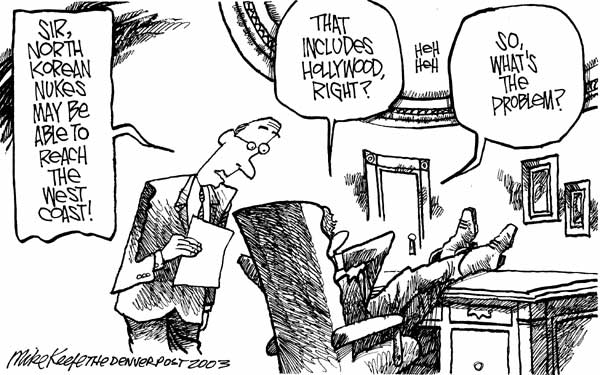 SIR,
NORTH
KOREAN
NUKES
MAY BE
ABLE TO
REACH
THE
WEST
COAST!
THAT
INCLUDES
HOLLYWOOD,
RIGHT?
HEH
HEH
SO,
WHAT'S
THE
PROBLEM?
MIKE KEEFE THE DENVER POST 2003